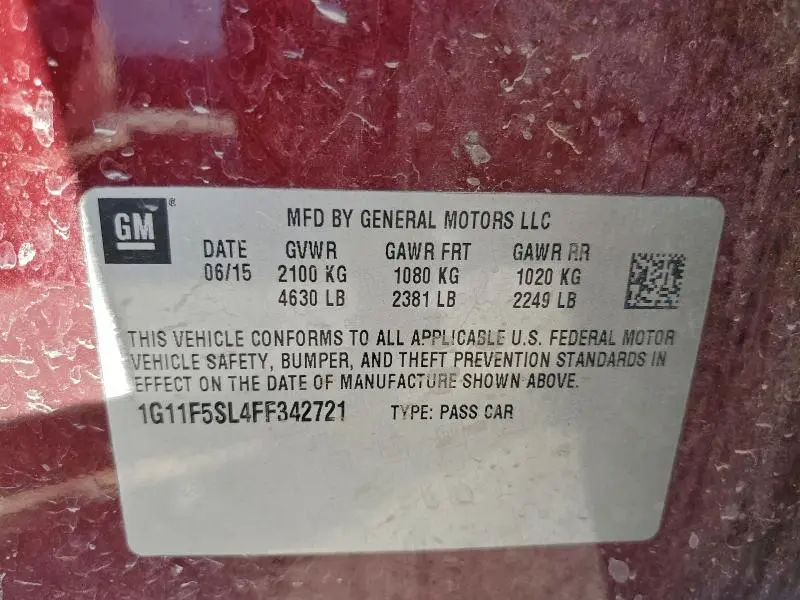 GM® MFD BY GENERAL MOTORS LLC
DATE GVWR GAWR FRT GAWR RR
06/15 2100 KG 1080 KG 1020 KG
4630 LB 2381 LB 2249 LB
THIS VEHICLE CONFORMS TO ALL APPLICABLE U.S. FEDERAL MOTOR
VEHICLE SAFETY, BUMPER, AND THEFT PREVENTION STANDARDS IN
EFFECT ON THE DATE OF MANUFACTURE SHOWN ABOVE.
1G11F5SL4FF342721 TYPE: PASS CAR